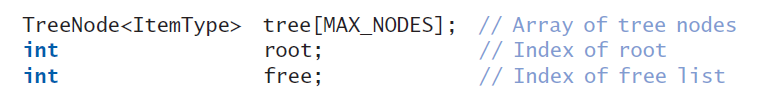 TreeNode<ItemType> tree[MAX_NODES]; // Array of tree nodes
int root; // Index of root
int free; // Index of free list